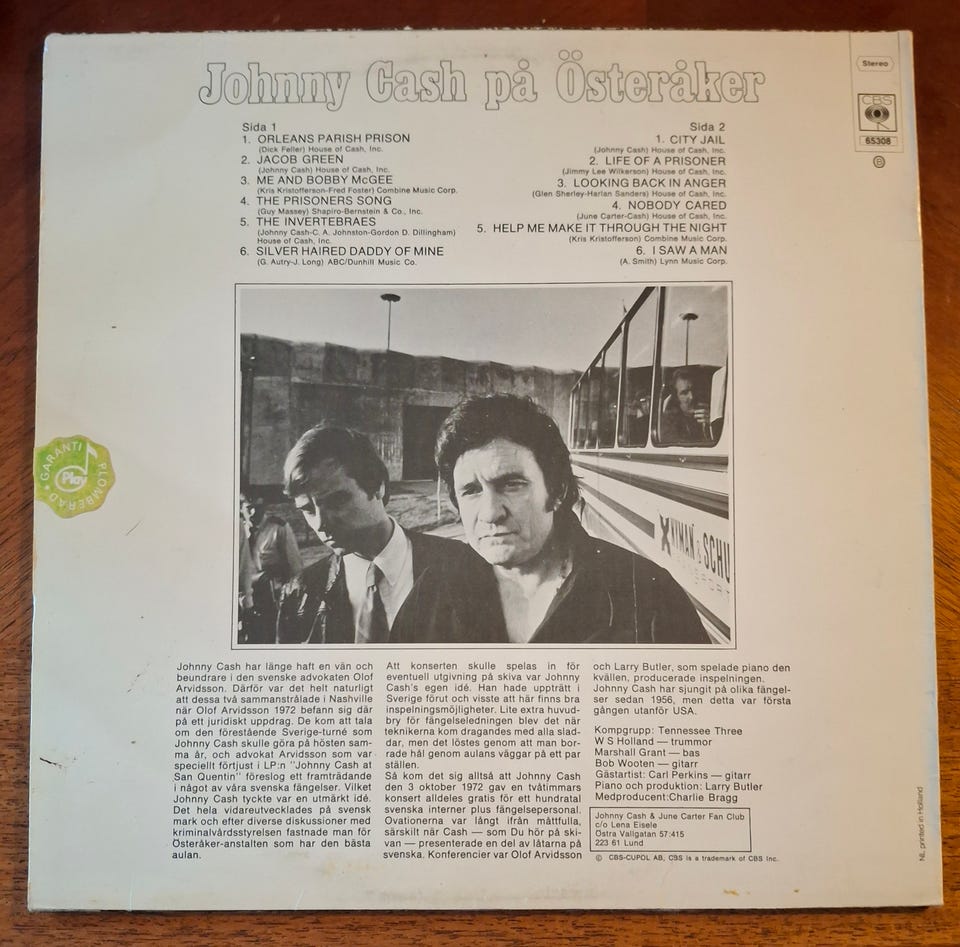 Johnny Cash på Österåker
Stereo
CBS
65308
B
Sida 1
1. ORLEANS PARISH PRISON
(Dick Feller) House of Cash, Inc.
2. JACOB GREEN
(Johnny Cash) House of Cash, Inc.
3. ME AND BOBBY McGEE
(Kris Kristofferson-Fred Foster) Combine Music Corp.
4. THE PRISONERS SONG
(Guy Massey) Shapiro-Bernstein & Co., Inc.
5. THE INVERTEBRAES
(Johnny Cash-C. A. Johnston-Gordon D. Dillingham)
House of Cash, Inc.
6. SILVER HAIRED DADDY OF MINE
(G. Autry-J. Long) ABC/Dunhill Music Co.
Sida 2
1. CITY JAIL
(Johnny Cash) House of Cash, Inc.
2. LIFE OF A PRISONER
(Jimmy Lee Wilkerson) House of Cash, Inc.
3. LOOKING BACK IN ANGER
(Glen Sherley-Harlan Sanders) House of Cash, Inc.
4. NOBODY CARED
(June Carter-Cash) House of Cash, Inc.
5. HELP ME MAKE IT THROUGH THE NIGHT
(Kris Kristofferson) Combine Music Corp.
6. I SAW A MAN
(A. Smith) Lynn Music Corp.
NYMAN & SCHU
GARANTI
Play
PLOMBERAD
Johnny Cash har länge haft en vän och
beundrare i den svenske advokaten Olof
Arvidsson. Därför var det helt naturligt
att dessa två sammanstrålade i Nashville
när Olof Arvidsson 1972 befann sig där
på ett juridiskt uppdrag. De kom att tala
om den förestående Sverige-turné som
Johnny Cash skulle göra på hösten sam-
ma år, och advokat Arvidsson som var
speciellt förtjust i LP:n "Johnny Cash at
San Quentin" föreslog ett framträdande
i något av våra svenska fängelser. Vilket
Johnny Cash tyckte var en utmärkt idé.
Det hela vidareutvecklades på svensk
mark och efter diverse diskussioner med
kriminalvårdsstyrelsen fastnade man för
Österåker-anstalten som har den bästa
aulan.
Att konserten skulle spelas in för
eventuell utgivning på skiva var Johnny
Cash's egen idé. Han hade uppträtt i
Sverige förut och visste att här finns bra
inspelningsmöjligheter. Lite extra huvud-
bry för fängelseledningen blev det när
teknikerna kom dragandes med alla slad-
dar, men det löstes genom att man bor-
rade hål genom aulans väggar på ett par
ställen.
Så kom det sig alltså att Johnny Cash
den 3 oktober 1972 gav en tvåtimmars
konsert alldeles gratis för ett hundratal
svenska interner plus fängelsepersonal.
Ovationerna var långt ifrån måttfulla,
särskilt när Cash — som Du hör på ski-
van — presenterade en del av låtarna på
svenska. Konferencier var Olof Arvidsson
och Larry Butler, som spelade piano den
kvällen, producerade inspelningen.
Johnny Cash har sjungit på olika fängel-
ser sedan 1956, men detta var första
gången utanför USA.
Kompgrupp: Tennessee Three
W S Holland — trummor
Marshall Grant — bas
Bob Wooten — gitarr
Gästartist: Carl Perkins — gitarr
Piano och produktion: Larry Butler
Medproducent:Charlie Bragg
Johnny Cash & June Carter Fan Club
c/o Lena Eisele
Östra Vallgatan 57:415
223 61 Lund
© CBS-CUPOL AB, CBS is a trademark of CBS Inc.
NL printed in Holland